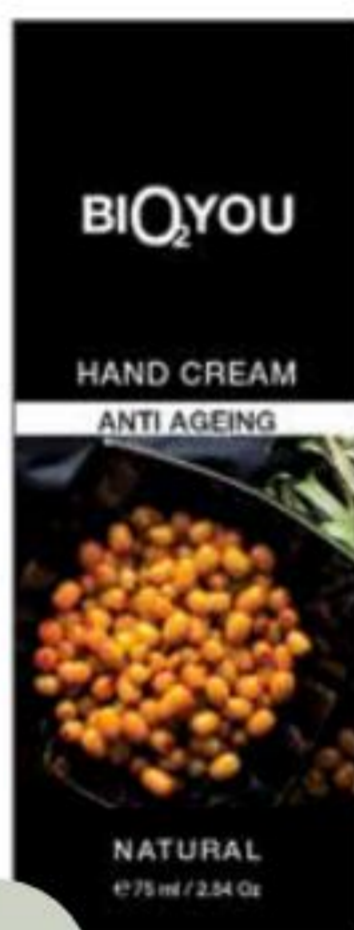 BIO2YOU
HAND CREAM
ANTI AGEING
NATURAL
℮ 75 ml / 2.54 Oz